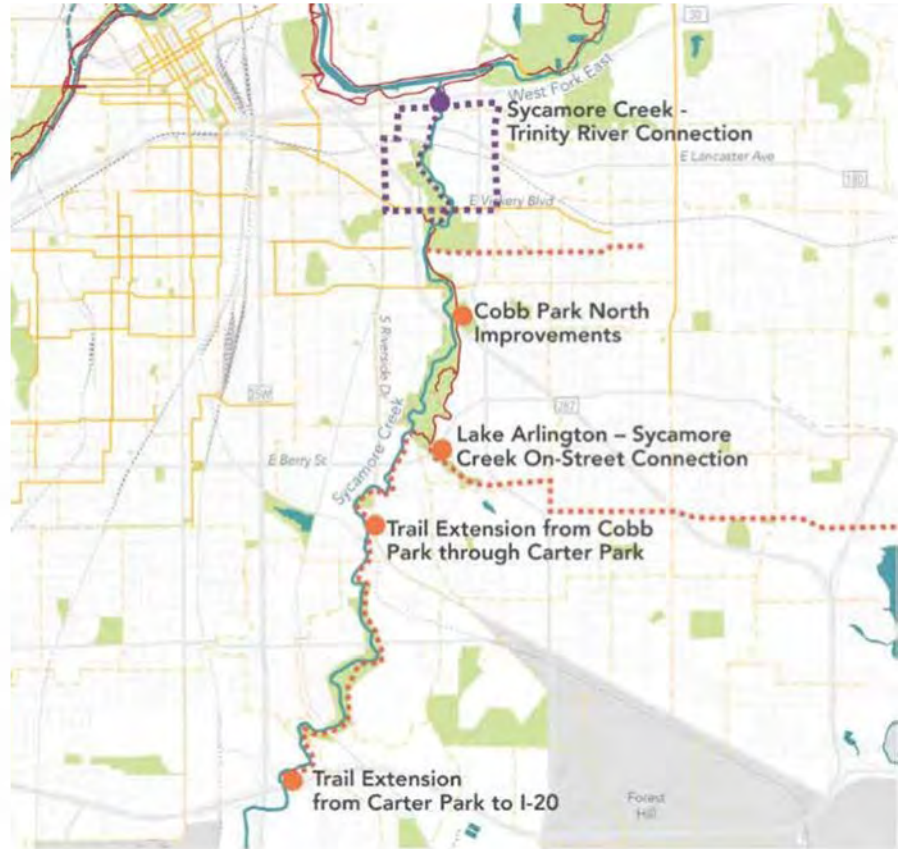 30
West Fork East
Sycamore Creek -
Trinity River Connection
E Lancaster Ave
180
E Vickery Blvd
Cobb Park North
Improvements
S Riverside Dr
35W
287
Lake Arlington – Sycamore
Creek On-Street Connection
E Berry St
Sycamore Creek
Trail Extension from Cobb
Park through Carter Park
Trail Extension
from Carter Park to I-20
Forest
Hill